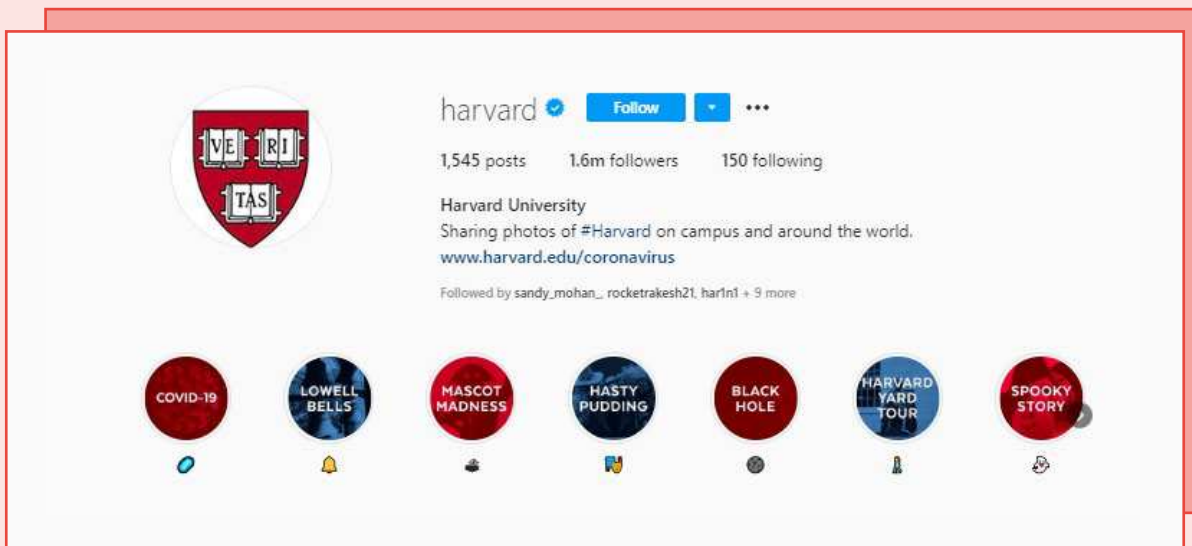 VE RI
TAS
harvard Follow
1,545 posts 1.6m followers 150 following
Harvard University
Sharing photos of #Harvard on campus and around the world.
www.harvard.edu/coronavirus
Followed by sandy_mohan_, rocketrakesh21, har1n1 + 9 more
COVID-19
LOWELL
BELLS
MASCOT
MADNESS
HASTY
PUDDING
BLACK
HOLE
HARVARD
YARD
TOUR
SPOOKY
STORY